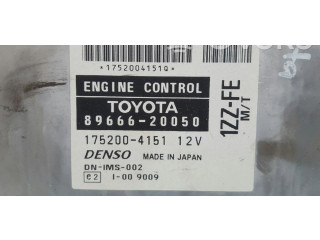 *1752004151Q*
ENGINE CONTROL
TOYOTA
89666-20050
175200-4151 12V
DENSO MADE IN JAPAN
DN-IMS-002
e2 I-00 9009
1ZZ-FE
M/T